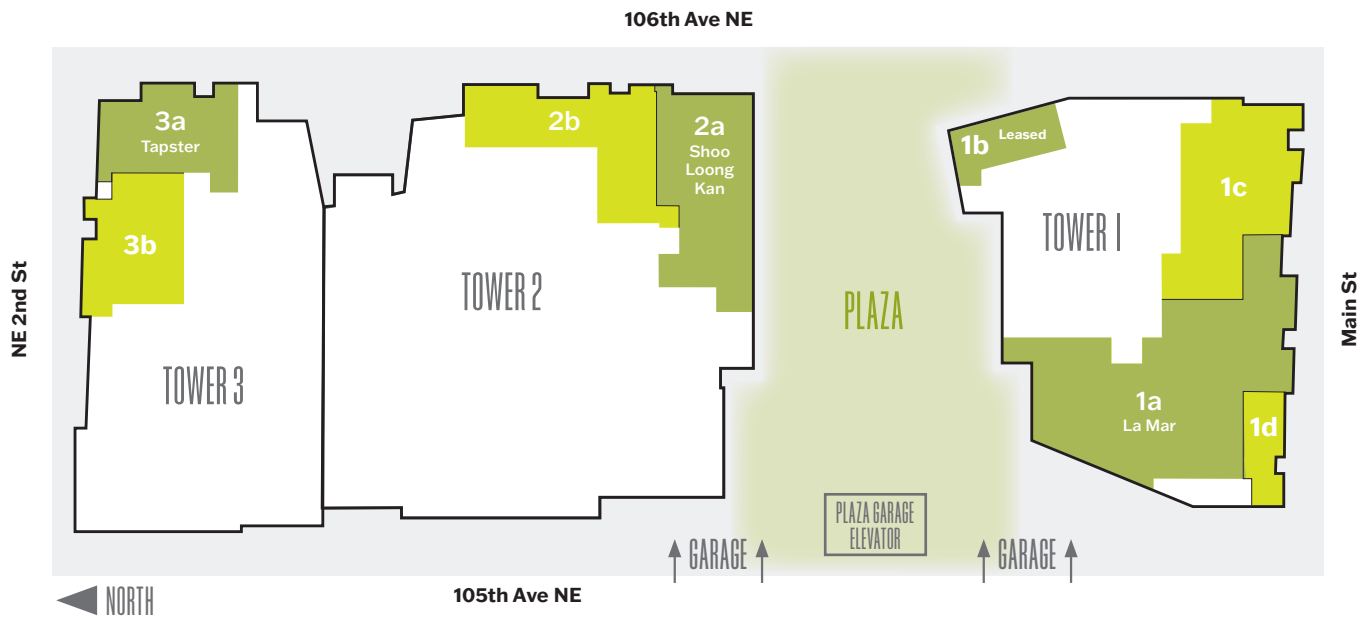 106th Ave NE
3a
Tapster
2b
2a
Shoo
Loong
Kan
1b Leased
1c
3b
TOWER 1
NE 2nd St
TOWER 2
PLAZA
Main St
TOWER 3
1a
La Mar
1d
PLAZA GARAGE
ELEVATOR
GARAGE
GARAGE
NORTH
105th Ave NE